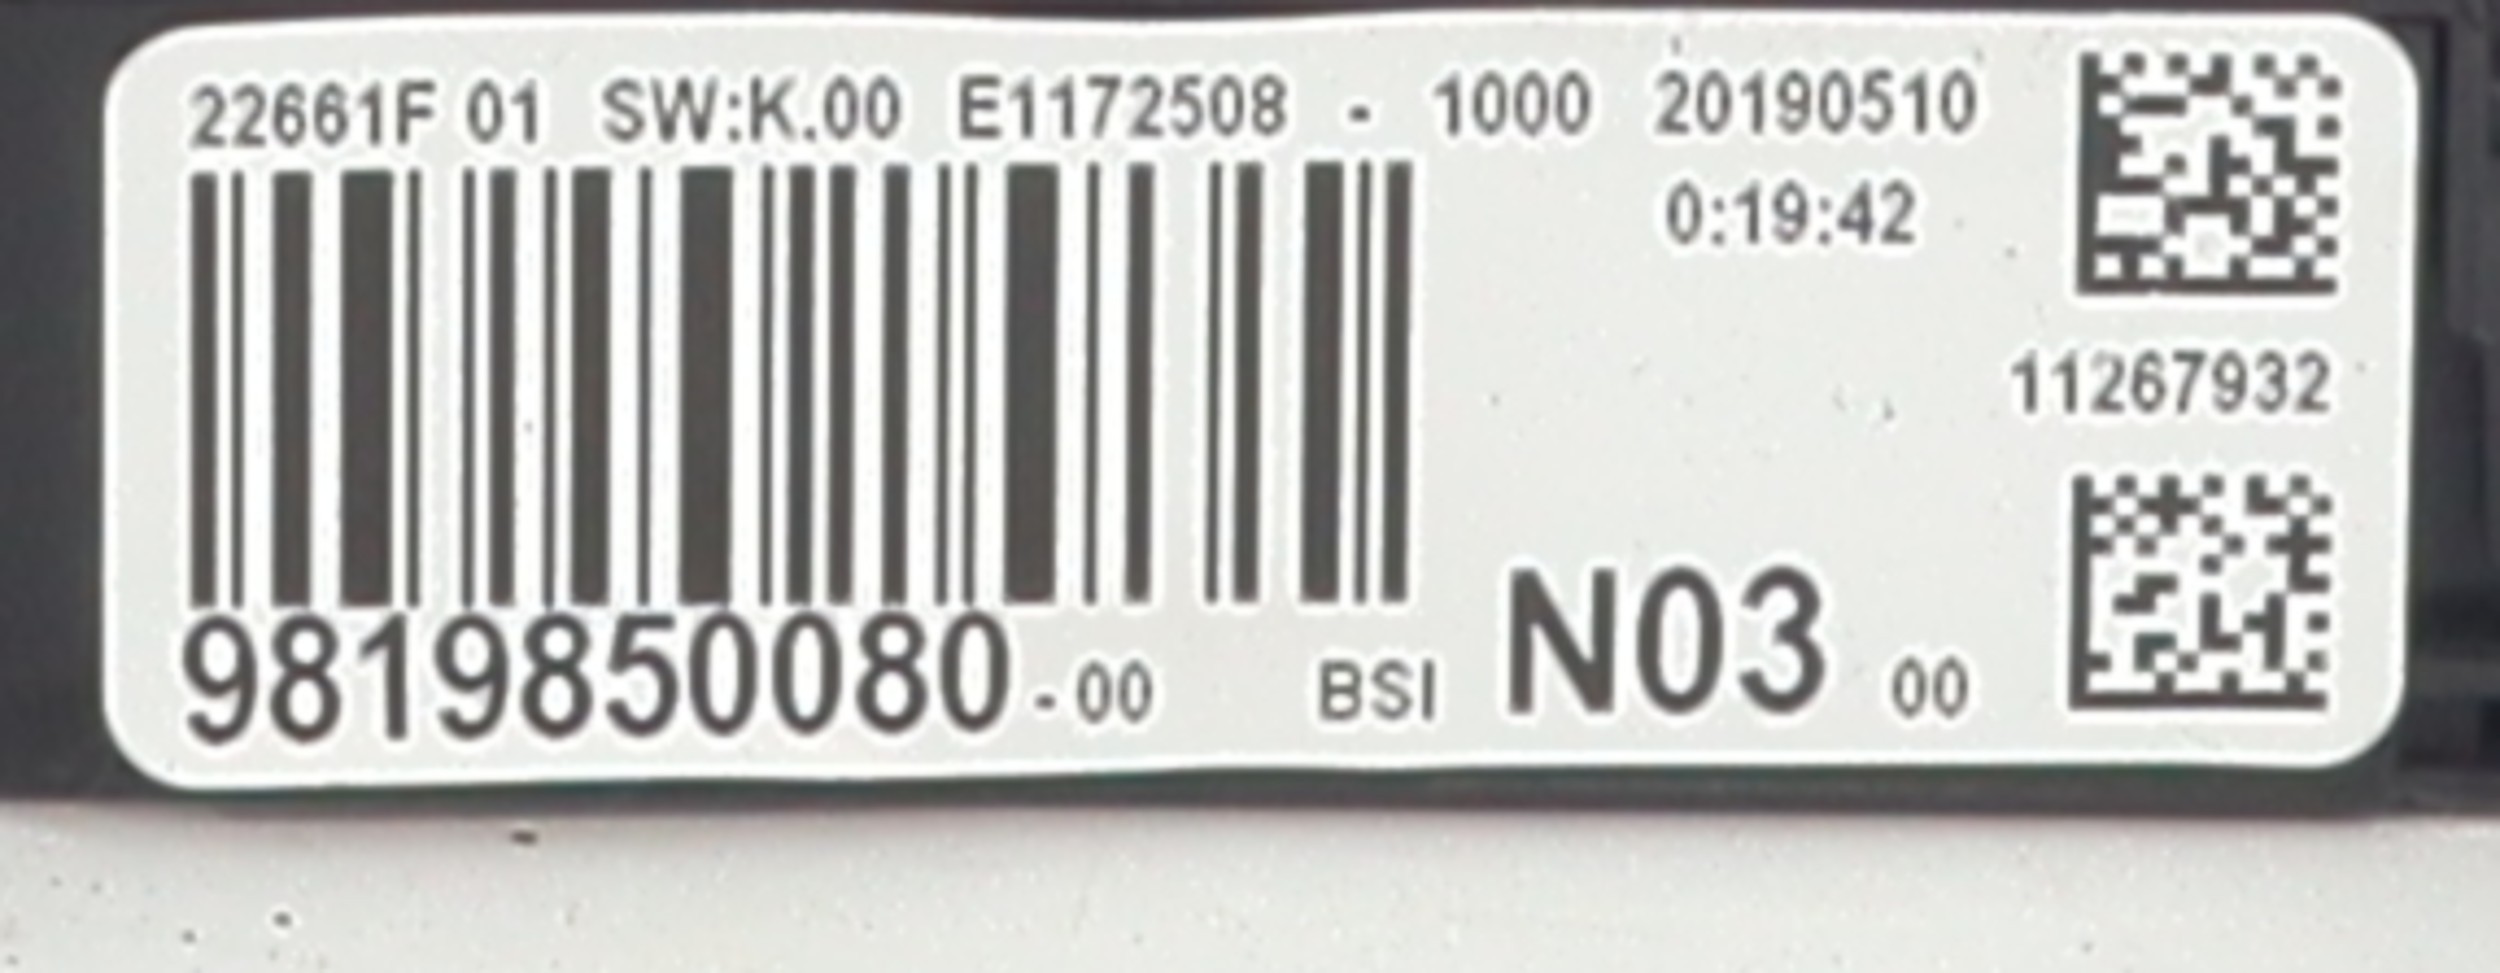 22661F 01 SW:K.00 E1172508 - 1000 20190510
0:19:42
11267932
9819850080 - 00 BSI N03 00